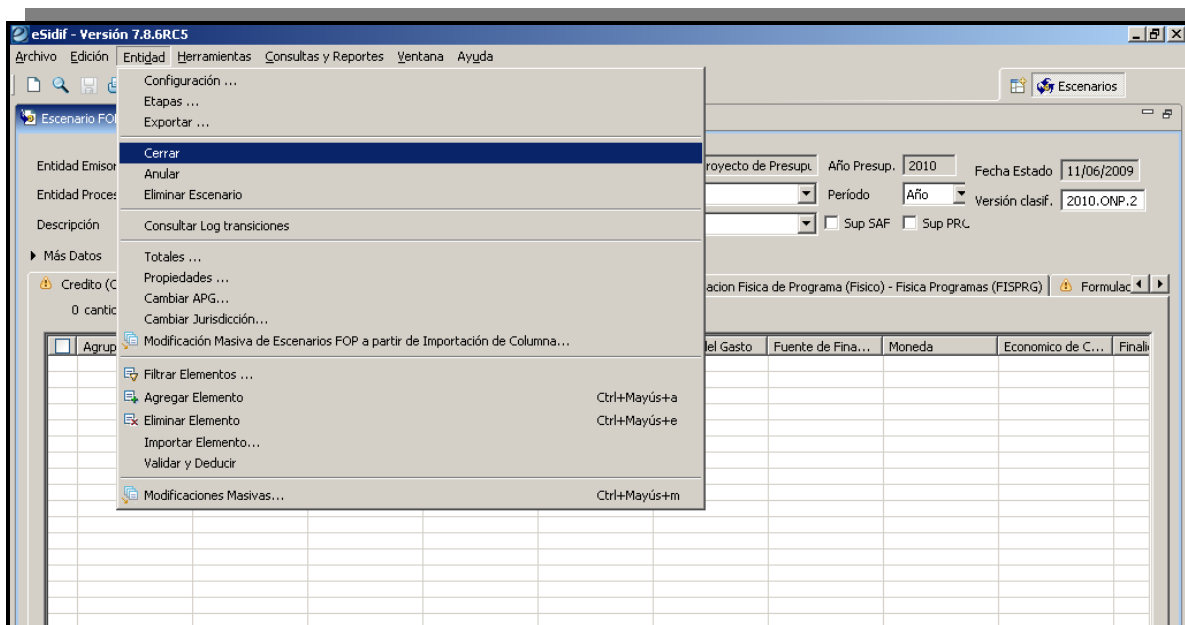 eSidif - Versión 7.8.6RC5
Archivo Edición Entidad Herramientas Consultas y Reportes Ventana Ayuda
Escenarios
Configuración ...
Etapas ...
Exportar ...
Cerrar
Anular
Eliminar Escenario
Consultar Log transiciones
Totales ...
Propiedades ...
Cambiar APG...
Cambiar Jurisdicción...
Modificación Masiva de Escenarios FOP a partir de Importación de Columna...
Filtrar Elementos ...
Agregar Elemento Ctrl+Mayús+a
Eliminar Elemento Ctrl+Mayús+e
Importar Elemento...
Validar y Deducir
Modificaciones Masivas... Ctrl+Mayús+m
Escenario FO
Entidad Emisor royecto de Presupu Año Presup. 2010 Fecha Estado 11/06/2009
Entidad Proces Período Año Versión clasif. 2010.ONP.2
Descripción Sup SAF Sup PRG
Más Datos
Credito (C acion Fisica de Programa (Fisico) - Fisica Programas (FISPRG) Formulac
0 cantic
Agrup del Gasto Fuente de Fina... Moneda Economico de C... Finali